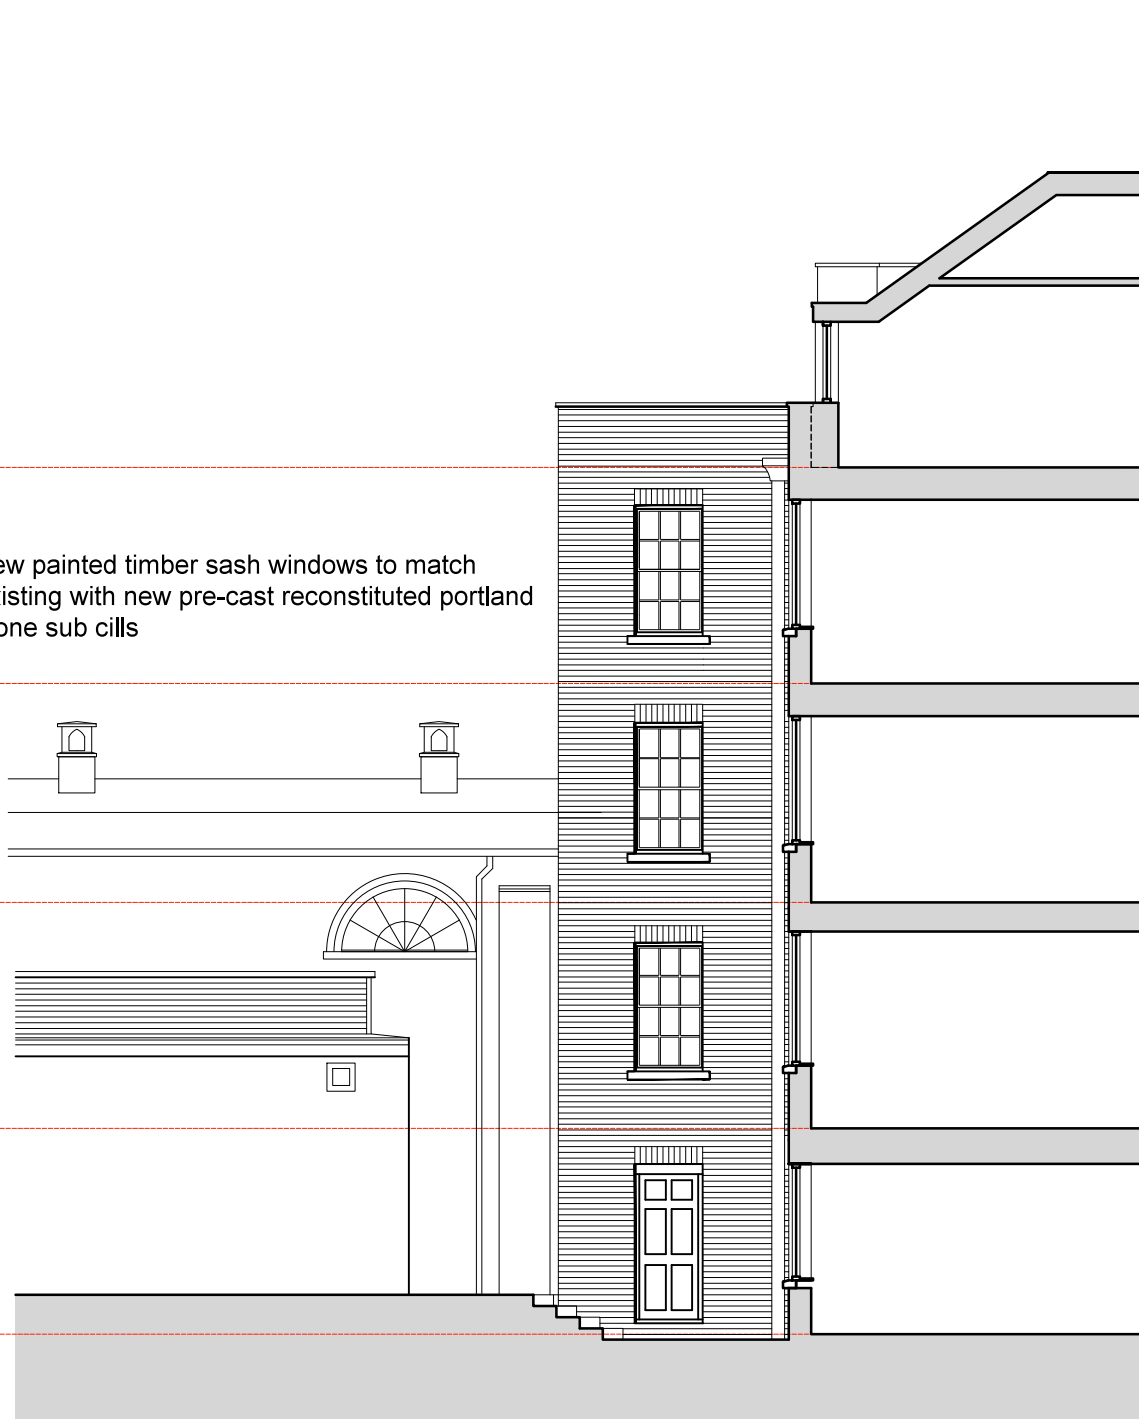 ew painted timber sash windows to match
isting with new pre-cast reconstituted portland
one sub cills